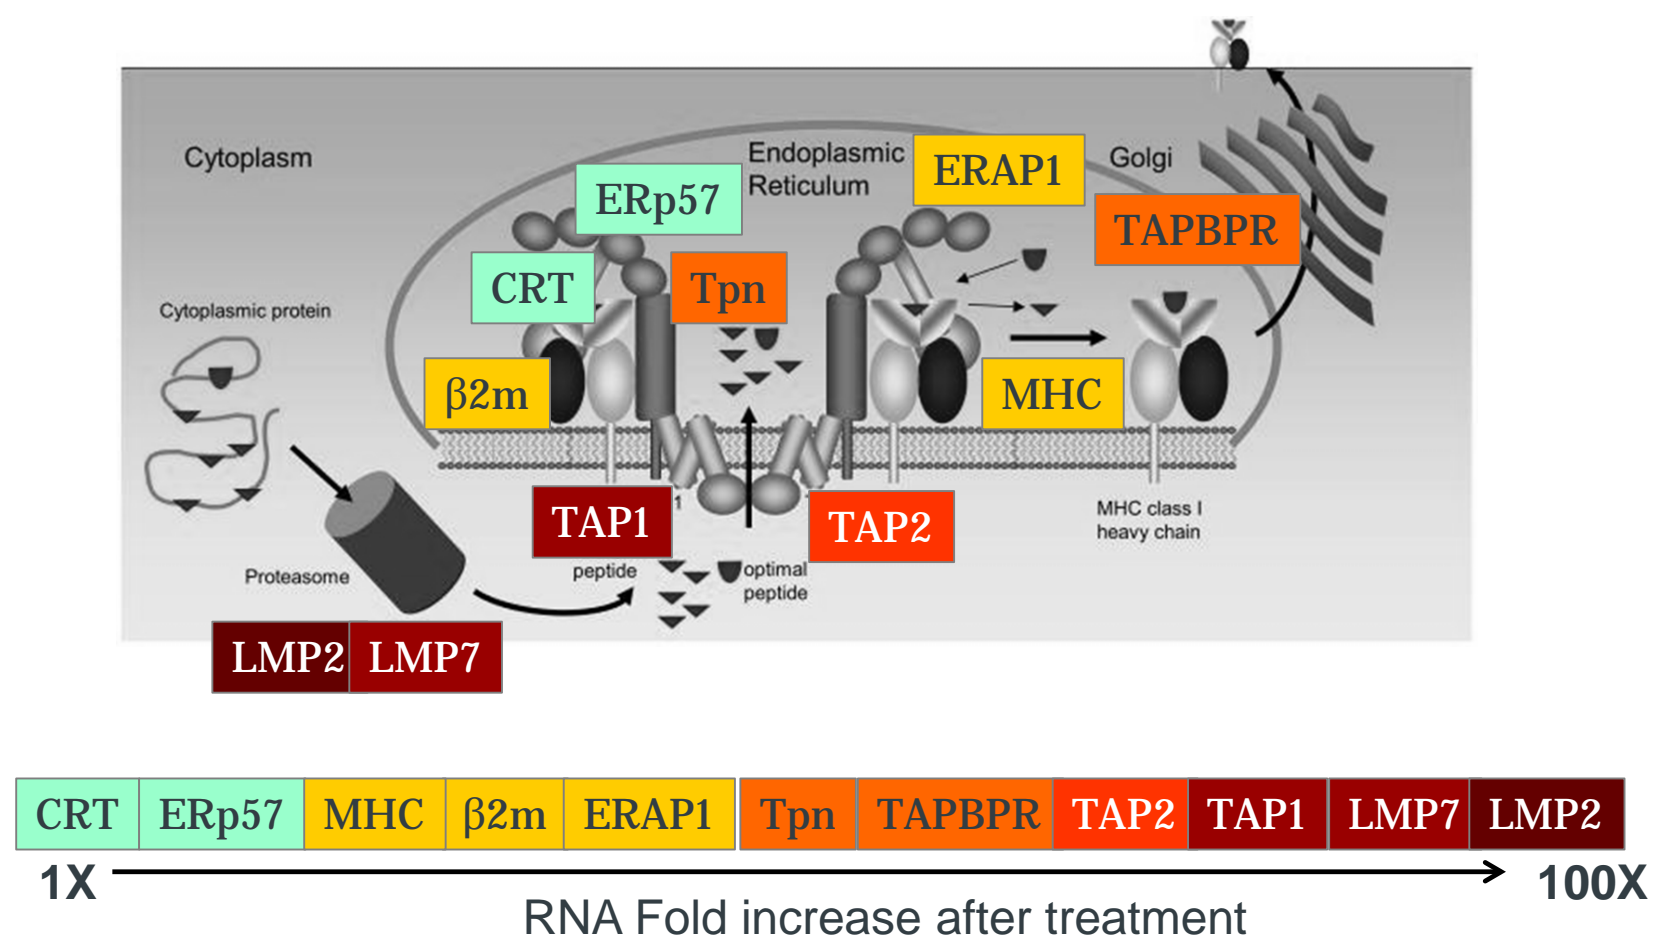 Cytoplasm
Endoplasmic
Reticulum
ERAP1
Golgi
ERp57
TAPBPR
CRT
Tpn
Cytoplasmic protein
β2m
MHC
TAP1
1
TAP2
MHC class I
heavy chain
Proteasome
peptide
optimal
peptide
LMP2 LMP7
CRT ERp57 MHC β2m ERAP1 Tpn TAPBPR TAP2 TAP1 LMP7 LMP2
1X
100X
RNA Fold increase after treatment